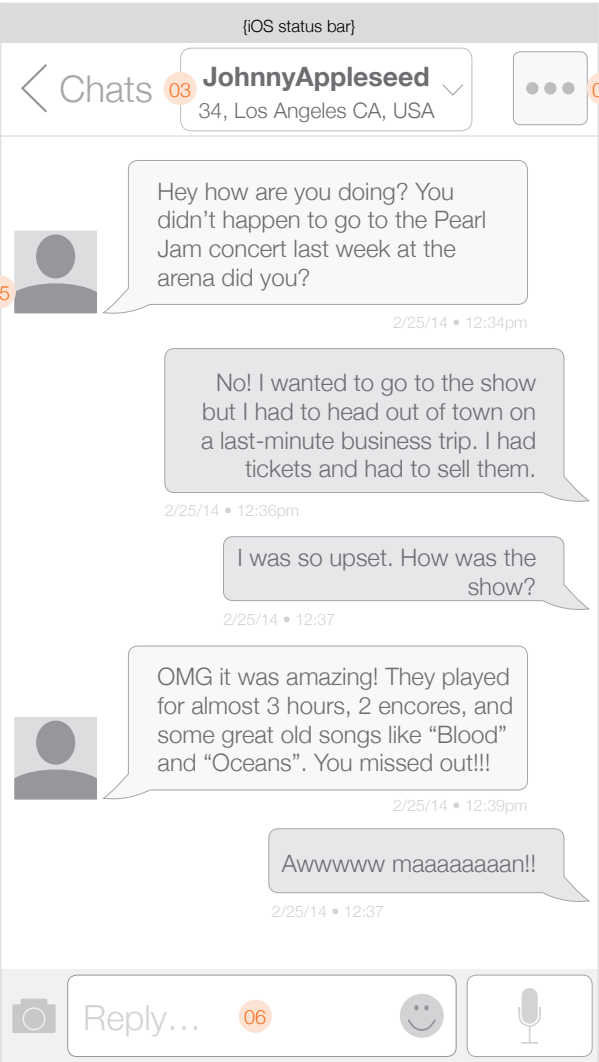 {iOS status bar}
Chats
03
JohnnyAppleseed
34, Los Angeles CA, USA
Hey how are you doing? You
didn’t happen to go to the Pearl
Jam concert last week at the
arena did you?
2/25/14 • 12:34pm
No! I wanted to go to the show
but I had to head out of town on
a last-minute business trip. I had
tickets and had to sell them.
2/25/14 • 12:36pm
I was so upset. How was the
show?
2/25/14 • 12:37
OMG it was amazing! They played
for almost 3 hours, 2 encores, and
some great old songs like “Blood”
and “Oceans”. You missed out!!!
2/25/14 • 12:39pm
Awwwww maaaaaaaan!!
2/25/14 • 12:37
Reply…
06